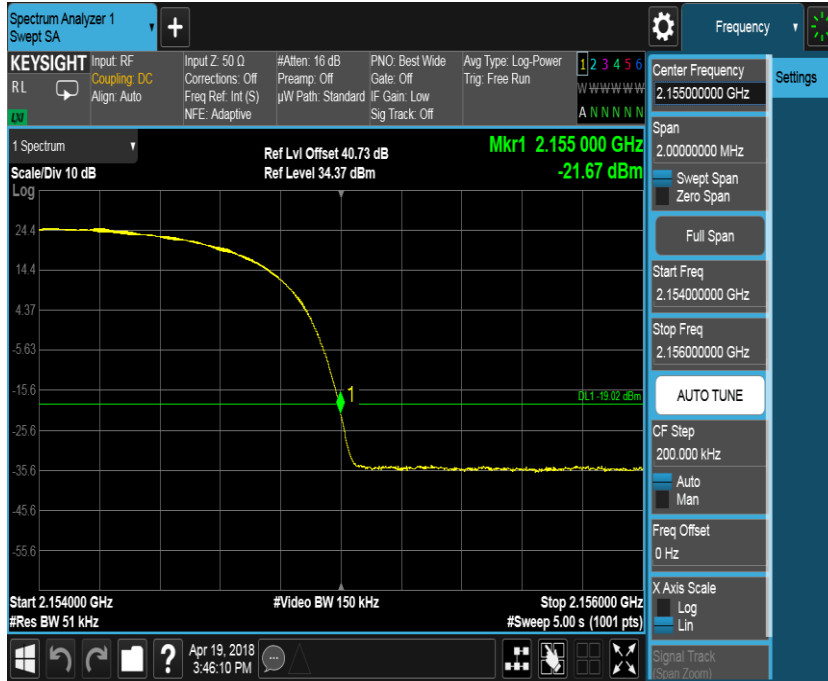 Spectrum Analyzer 1
Swept SA
+
Frequency
KEYSIGHT
RL
LXI
Input: RF
Coupling: DC
Align: Auto
Input Z: 50 Ω
Corrections: Off
Freq Ref: Int (S)
NFE: Adaptive
#Atten: 16 dB
Preamp: Off
µW Path: Standard
PNO: Best Wide
Gate: Off
IF Gain: Low
Sig Track: Off
Avg Type: Log-Power
Trig: Free Run
1 2 3 4 5 6
W W W W W W
A N N N N N
1 Spectrum
Scale/Div 10 dB
Log
Ref Lvl Offset 40.73 dB
Ref Level 34.37 dBm
Mkr1 2.155 000 GHz
-21.67 dBm
24.4
14.4
4.37
-5.63
-15.6
-25.6
-35.6
-45.6
-55.6
1
DL1 -19.02 dBm
Start 2.154000 GHz
#Res BW 51 kHz
#Video BW 150 kHz
Stop 2.156000 GHz
#Sweep 5.00 s (1001 pts)
Center Frequency
2.155000000 GHz
Settings
Span
2.00000000 MHz
Swept Span
Zero Span
Full Span
Start Freq
2.154000000 GHz
Stop Freq
2.156000000 GHz
AUTO TUNE
CF Step
200.000 kHz
Auto
Man
Freq Offset
0 Hz
X Axis Scale
Log
Lin
Signal Track
(Span Zoom)
?
Apr 19, 2018
3:46:10 PM